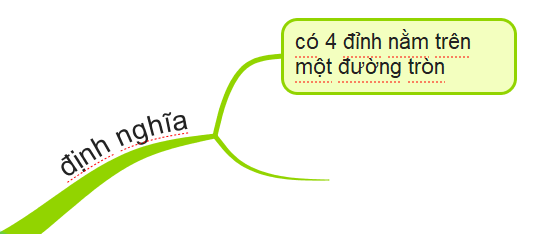 có 4 đỉnh nằm trên
một đường tròn
định nghĩa